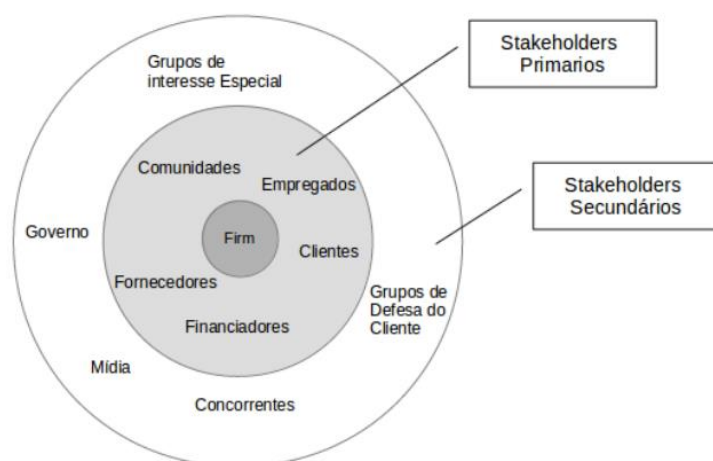 Stakeholders
Primarios
Grupos de
interesse Especial
Comunidades
Empregados
Stakeholders
Secundários
Governo
Firm
Clientes
Fornecedores
Grupos de
Defesa do
Cliente
Financiadores
Mídia
Concorrentes